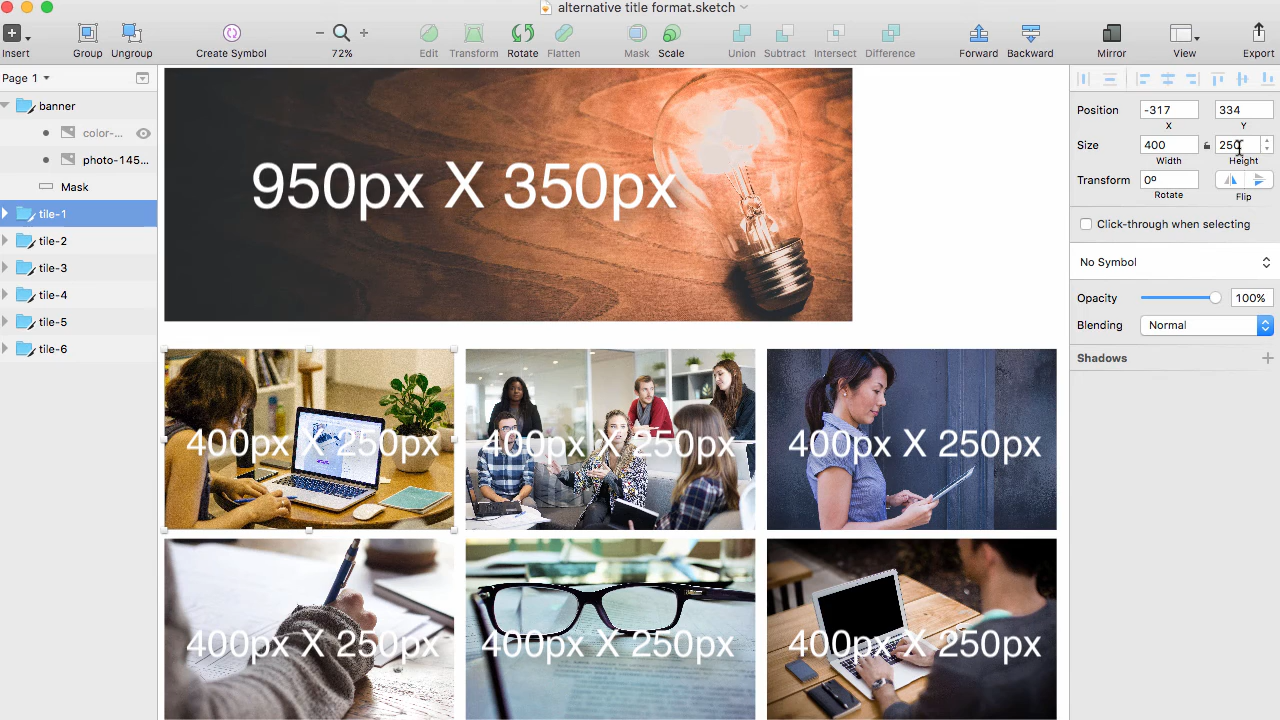 alternative title format.sketch
Insert
Group
Ungroup
Create Symbol
72%
Edit
Transform
Rotate
Flatten
Mask
Scale
Union
Subtract
Intersect
Difference
Forward
Backward
Mirror
View
Export
Page 1
banner
color-...
photo-145...
Mask
tile-1
tile-2
tile-3
tile-4
tile-5
tile-6
950px X 350px
400px X 250px
400px X 250px
400px X 250px
400px X 250px
400px X 250px
400px X 250px
Position
-317
334
X
Y
Size
400
250
Width
Height
Transform
0º
Rotate
Flip
Click-through when selecting
No Symbol
Opacity
100%
Blending
Normal
Shadows